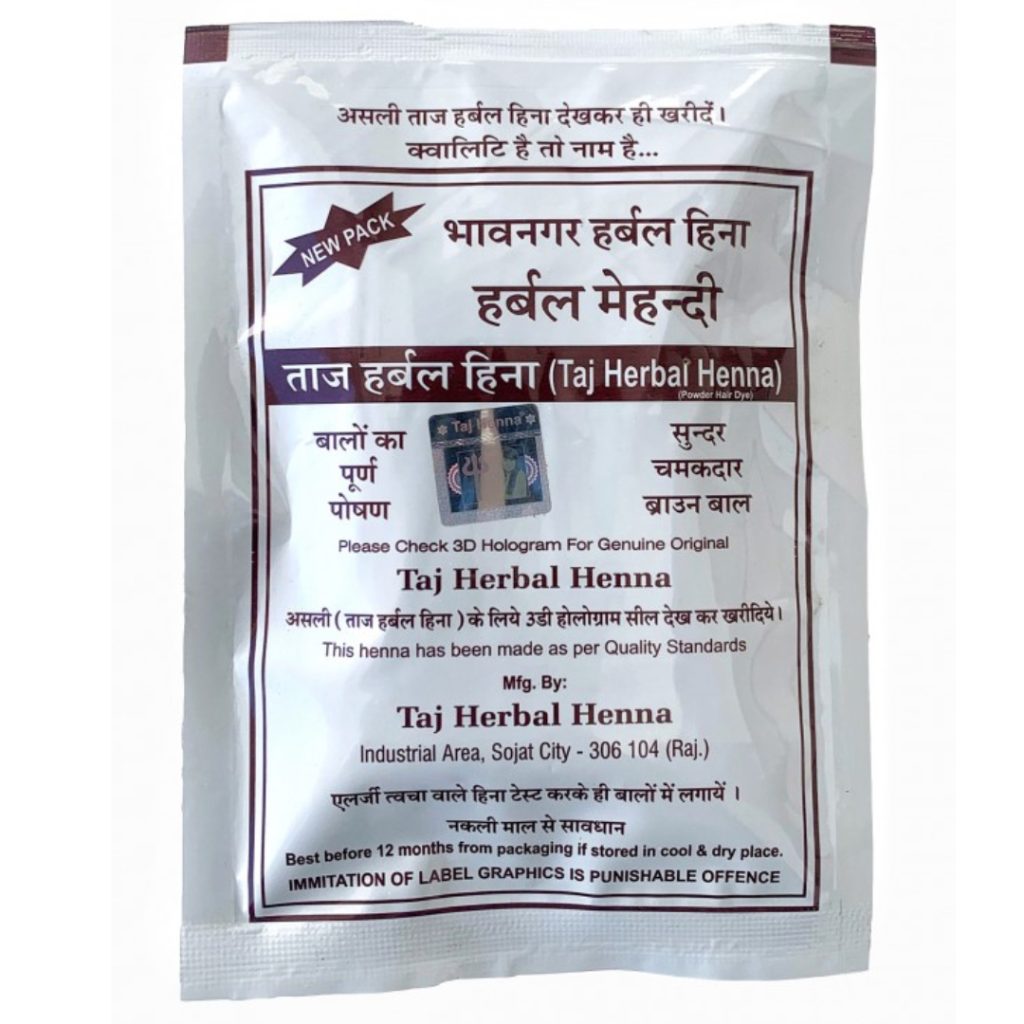 असली ताज हर्बल हिना देखकर ही खरीदें।
क्वालिटि है तो नाम है...
NEW PACK
भावनगर हर्बल हिना
हर्बल मेहन्दी
ताज हर्बल हिना (Taj Herbal Henna)
(Powder Hair Dye)
बालों का
पूर्ण
पोषण
Taj Henna
सुन्दर
चमकदार
ब्राउन बाल
Please Check 3D Hologram For Genuine Original
Taj Herbal Henna
असली ( ताज हर्बल हिना ) के लिये 3डी होलोग्राम सील देख कर खरीदिये।
This henna has been made as per Quality Standards
Mfg. By:
Taj Herbal Henna
Industrial Area, Sojat City - 306 104 (Raj.)
एलर्जी त्वचा वाले हिना टेस्ट करके ही बालों में लगायें ।
नकली माल से सावधान
Best before 12 months from packaging if stored in cool & dry place.
IMMITATION OF LABEL GRAPHICS IS PUNISHABLE OFFENCE